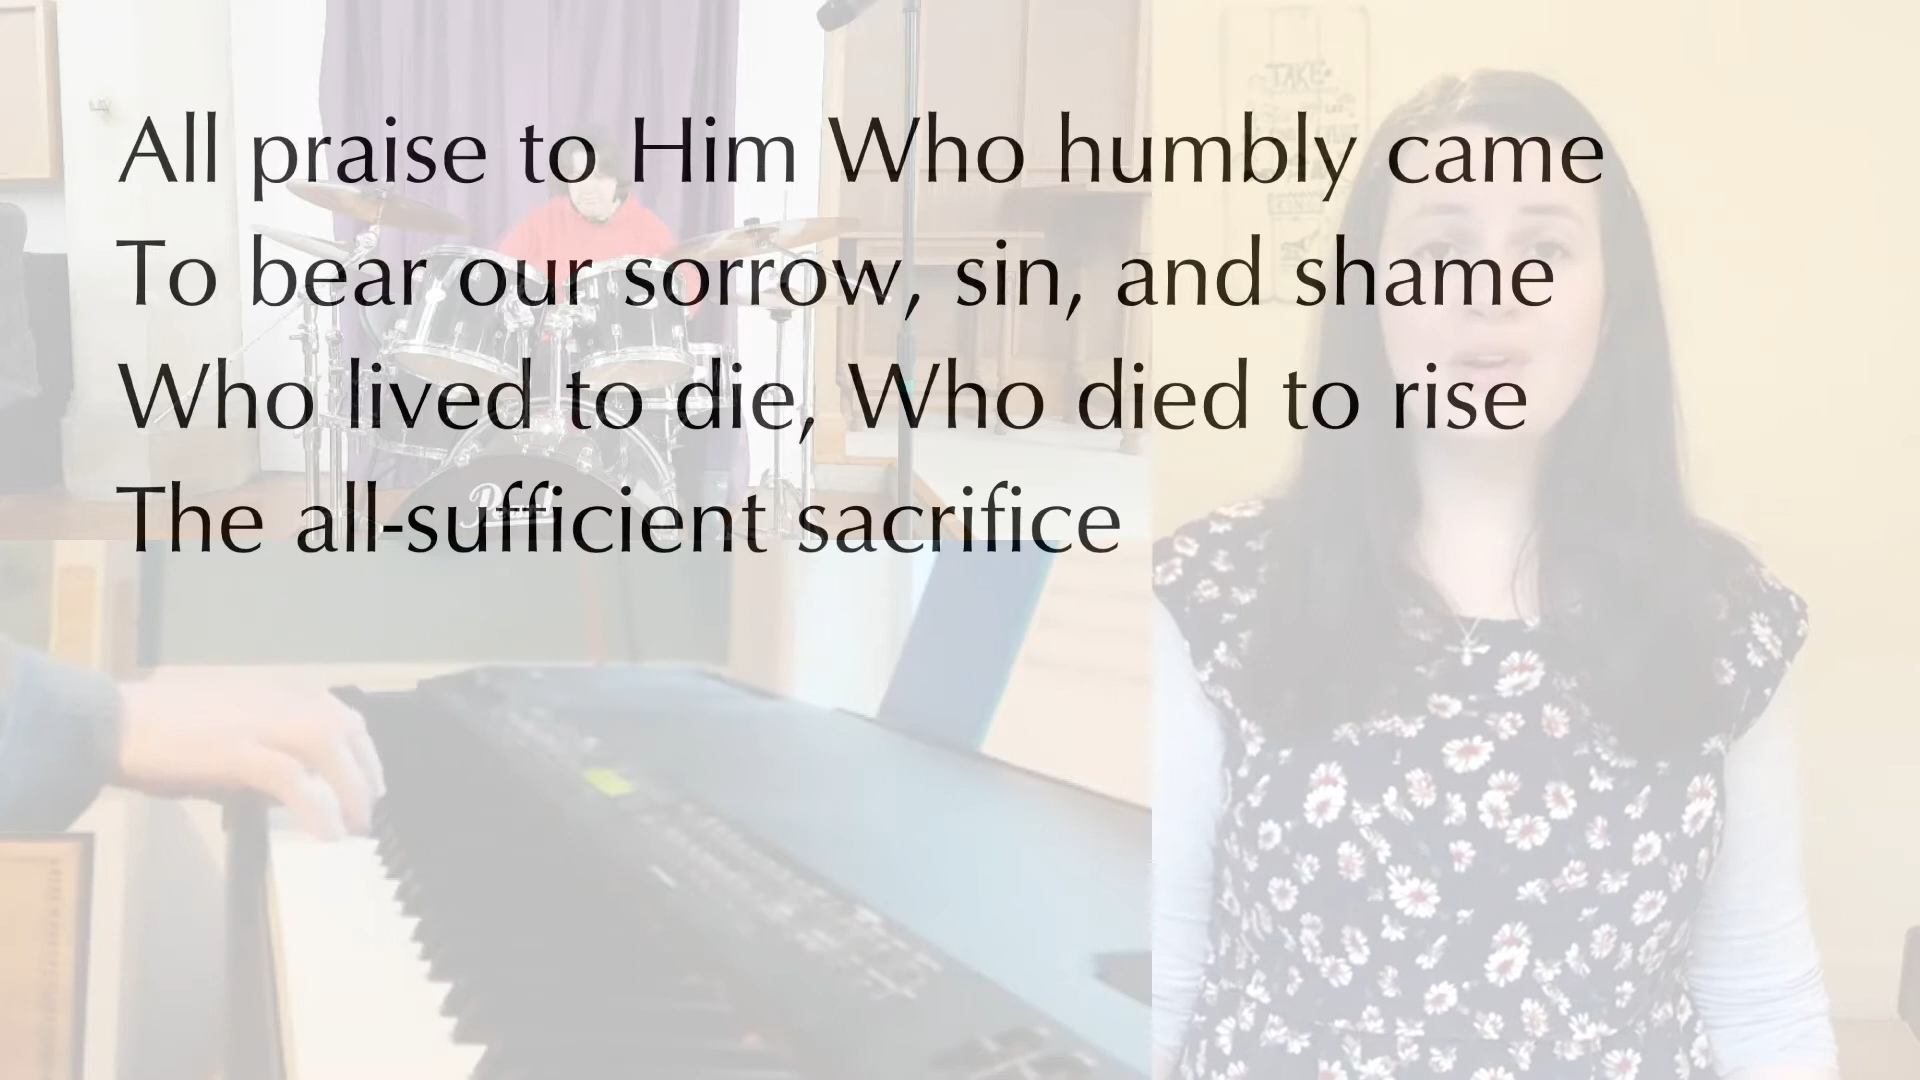 All praise to Him Who humbly came
To bear our sorrow, sin, and shame
Who lived to die, Who died to rise
The all-sufficient sacrifice
TAKE